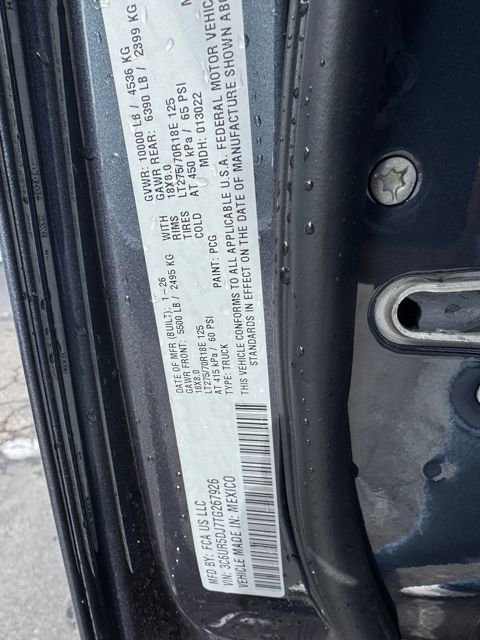 MFD BY: FCA US LLC
DATE OF MFR (BUILT): 1-26
GVWR: 10000 LB / 4536 KG
GAWR FRONT: 5500 LB / 2495 KG
WITH
GAWR REAR: 6390 LB / 2899 KG
18X8.0
RIMS
18X8.0
LT275/70R18E 125
TIRES
LT275/70R18E 125
AT 415 kPa / 60 PSI
COLD
AT 450 kPa / 65 PSI
TYPE: TRUCK
PAINT: PCG
MDH: 013022
THIS VEHICLE CONFORMS TO ALL APPLICABLE U.S.A. FEDERAL MOTOR VEHIC
STANDARDS IN EFFECT ON THE DATE OF MANUFACTURE SHOWN ABO
VIN: 3C6UR5DJ7TG267926
VEHICLE MADE IN: MEXICO